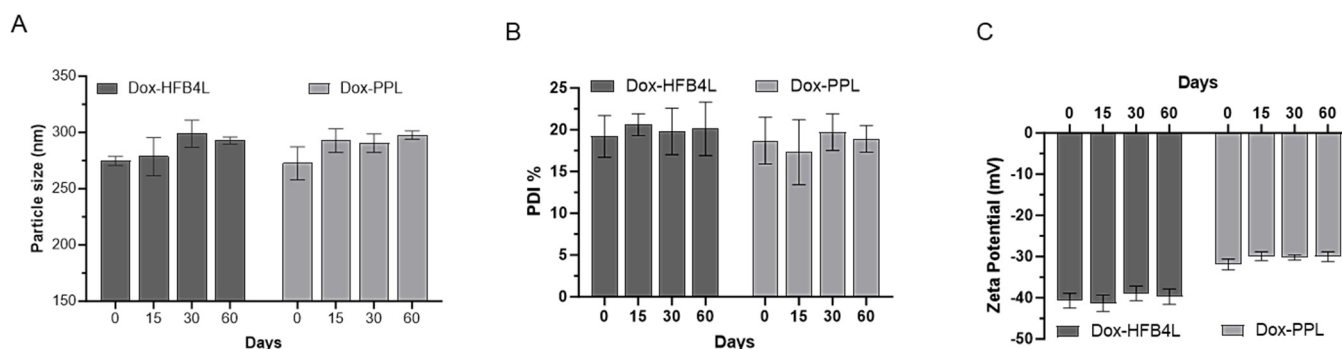 A
Particle size (nm)
350
300
250
200
150
Dox-HFB4L
Dox-PPL
0 15 30 60 0 15 30 60
Days
B
PDI %
25
20
15
10
5
0
Dox-HFB4L
Dox-PPL
0 15 30 60 0 15 30 60
Days
C
Days
0 15 30 60 0 15 30 60
Zeta Potential (mV)
0
-10
-20
-30
-40
-50
Dox-HFB4L
Dox-PPL